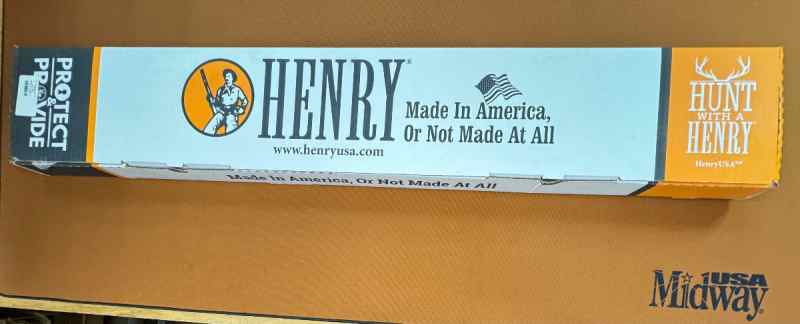 PROTECT
&
PROVIDE
HENRY®
Made In America,
Or Not Made At All
www.henryusa.com
HUNT
WITH A
HENRY
HenryUSA™
Made In America, Or Not Made At All
MidwayUSA